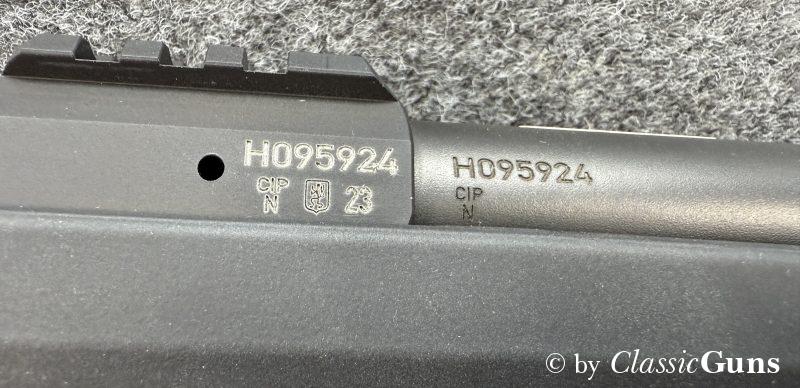 H095924
CIP
N 23
H095924
CIP
N
© by ClassicGuns